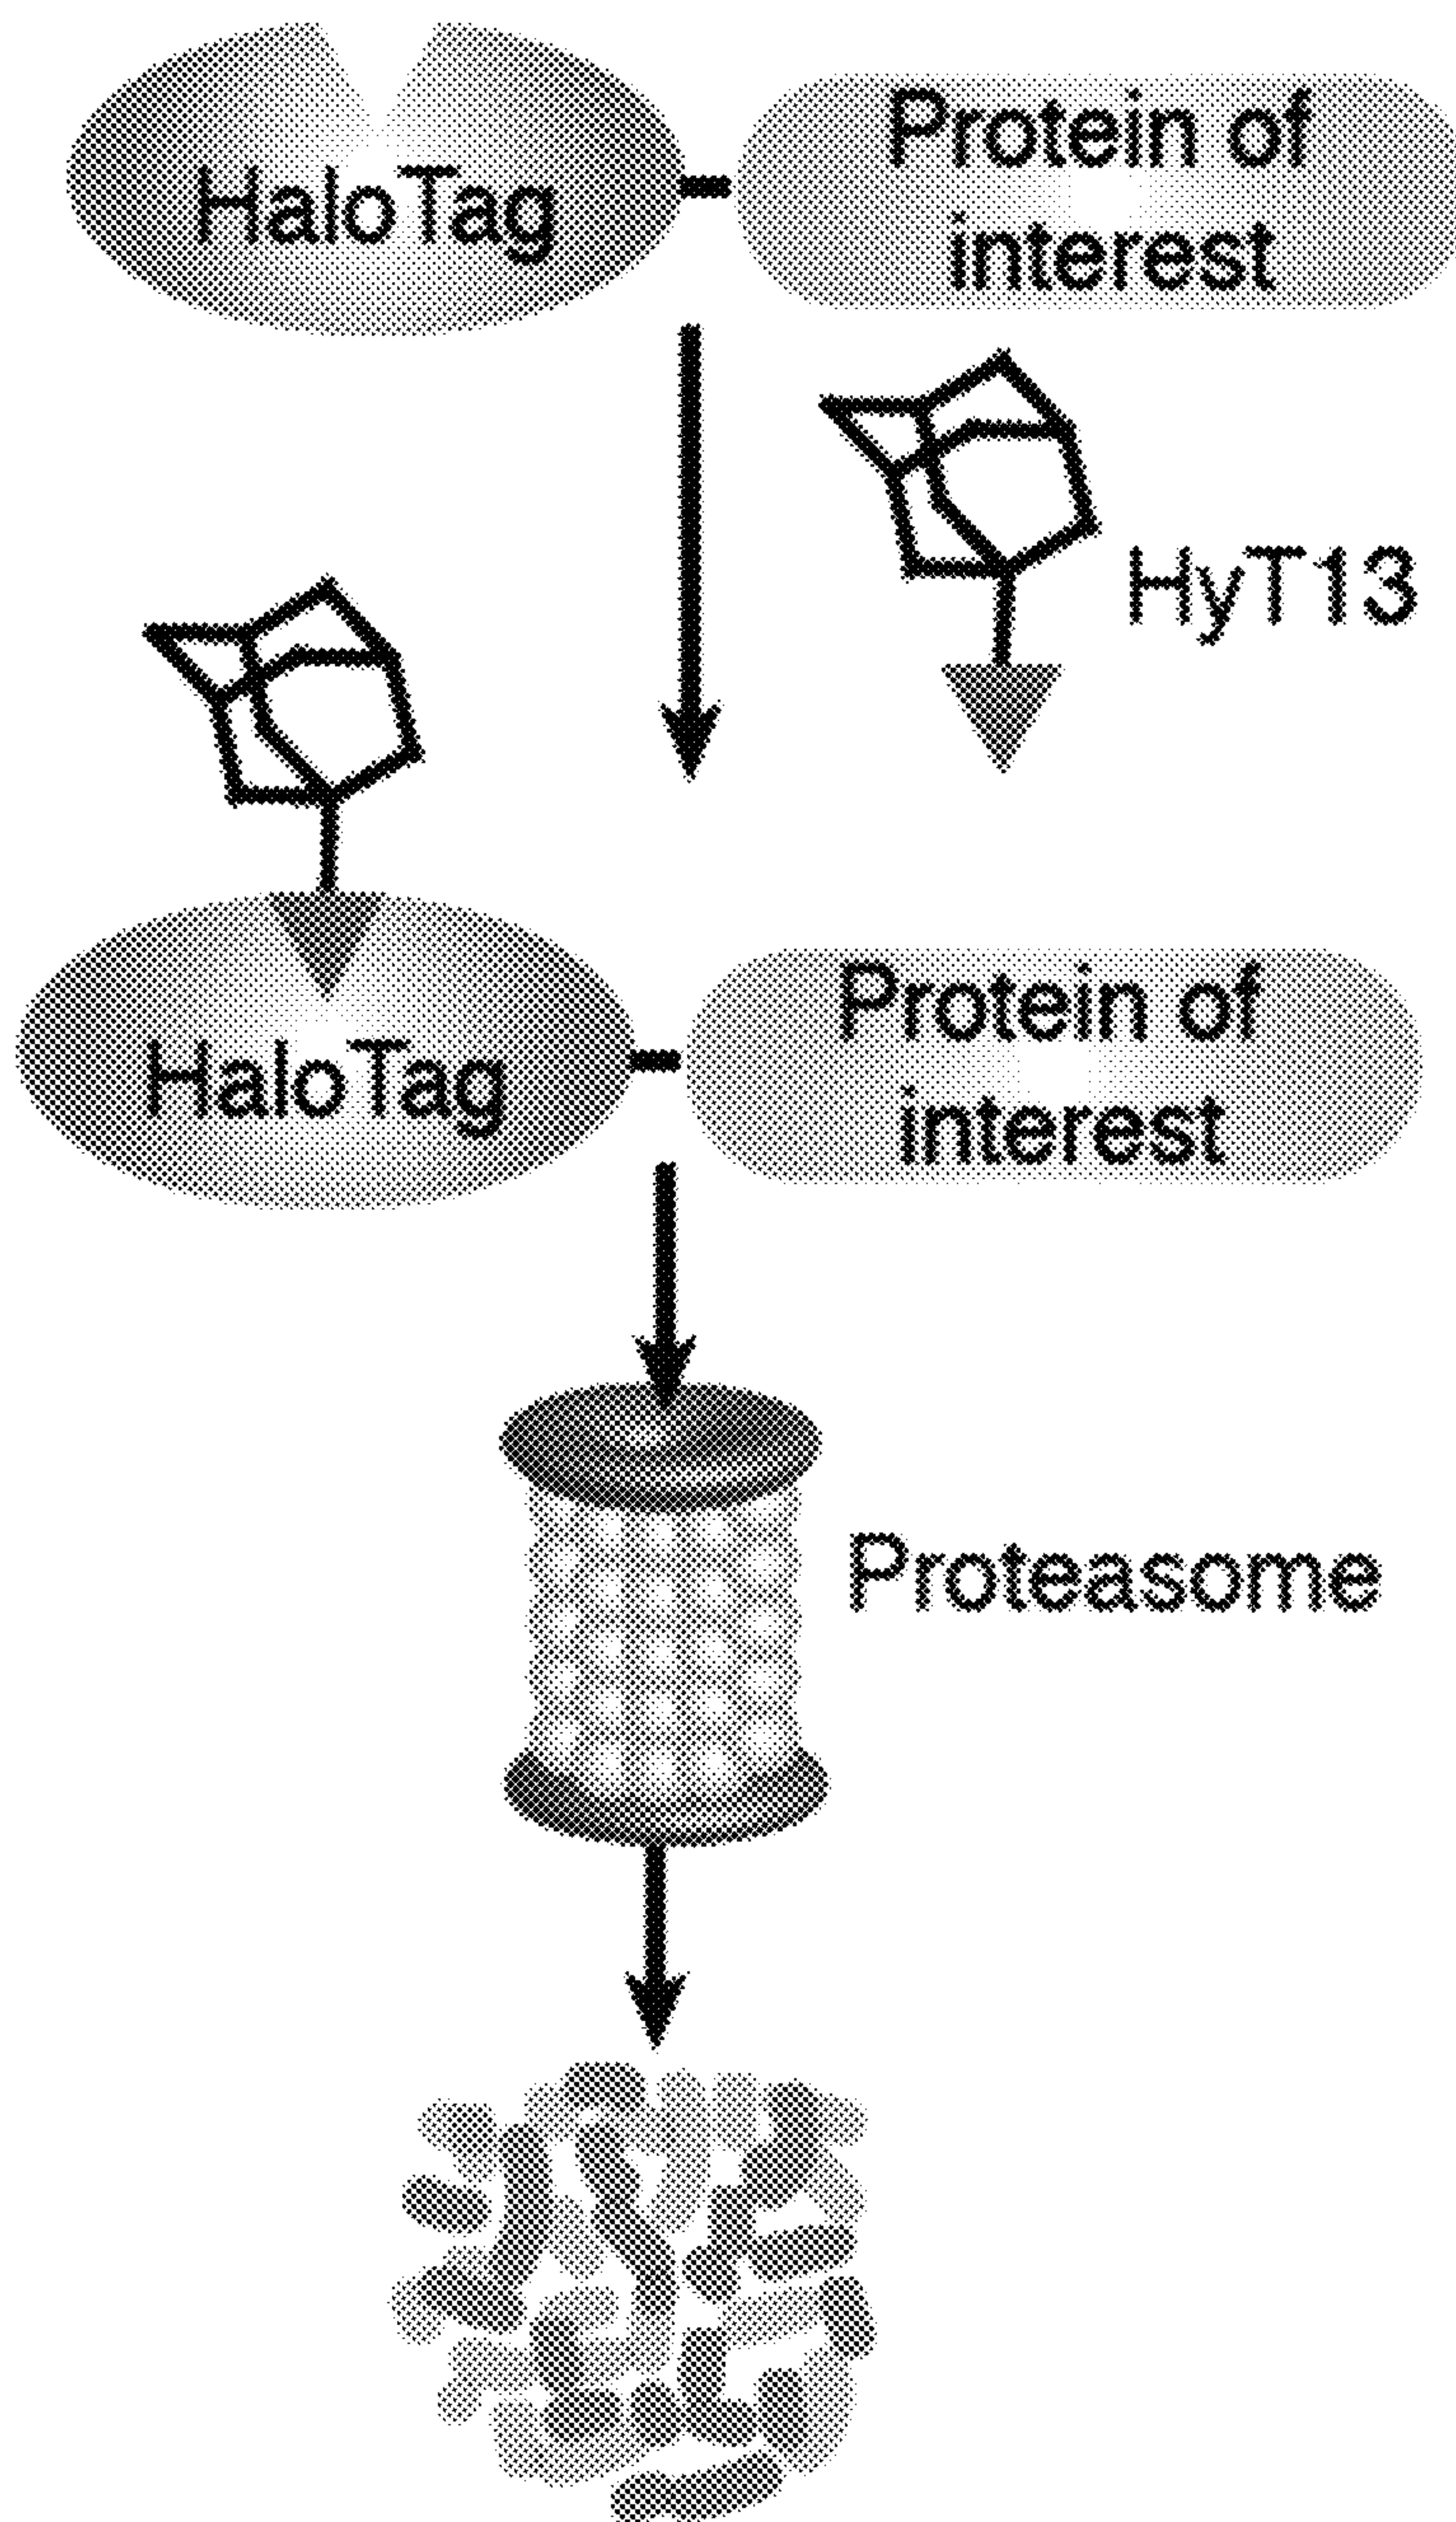 HaloTag
Protein of
interest
HyT13
HaloTag
Protein of
interest
Proteasome